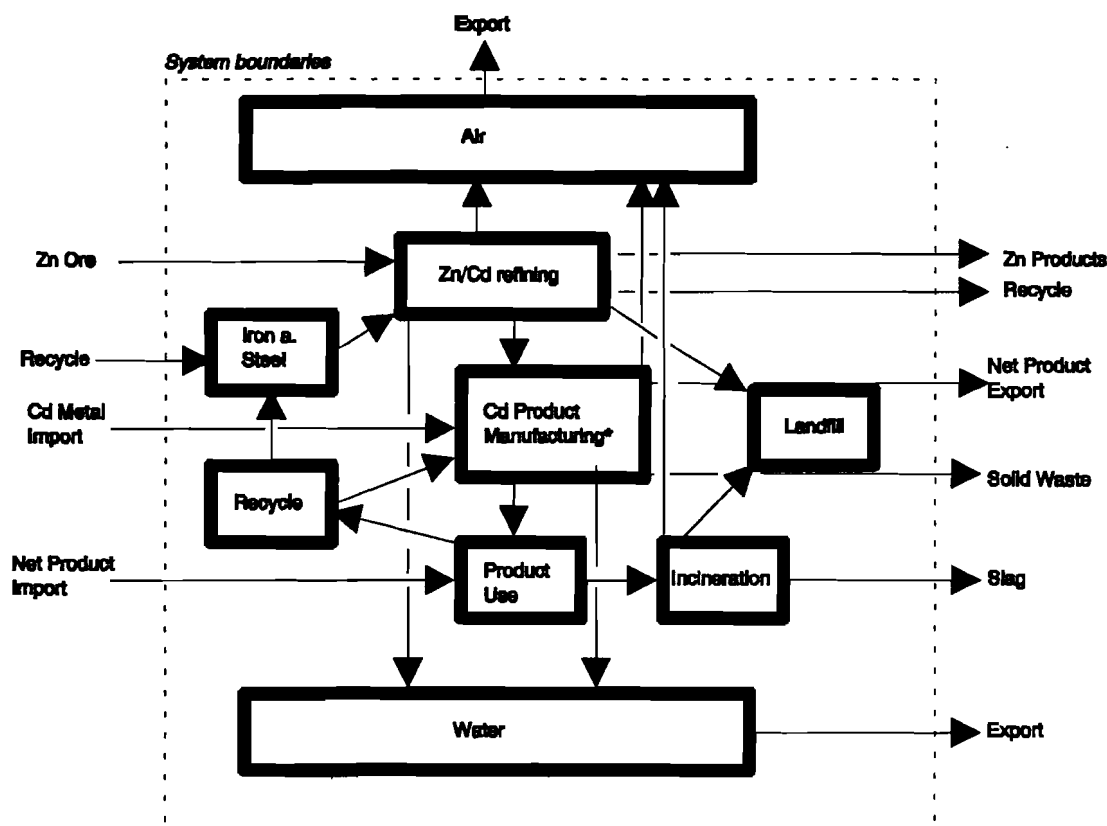 Export
System boundaries
Air
Zn Ore
Zn/Cd refining
Zn Products
Recycle
Iron a.
Steel
Recycle
Net Product
Export
Cd Metal
Import
Cd Product
Manufacturing*
Landfill
Recycle
Solid Waste
Net Product
Import
Product
Use
Incineration
Slag
Water
Export